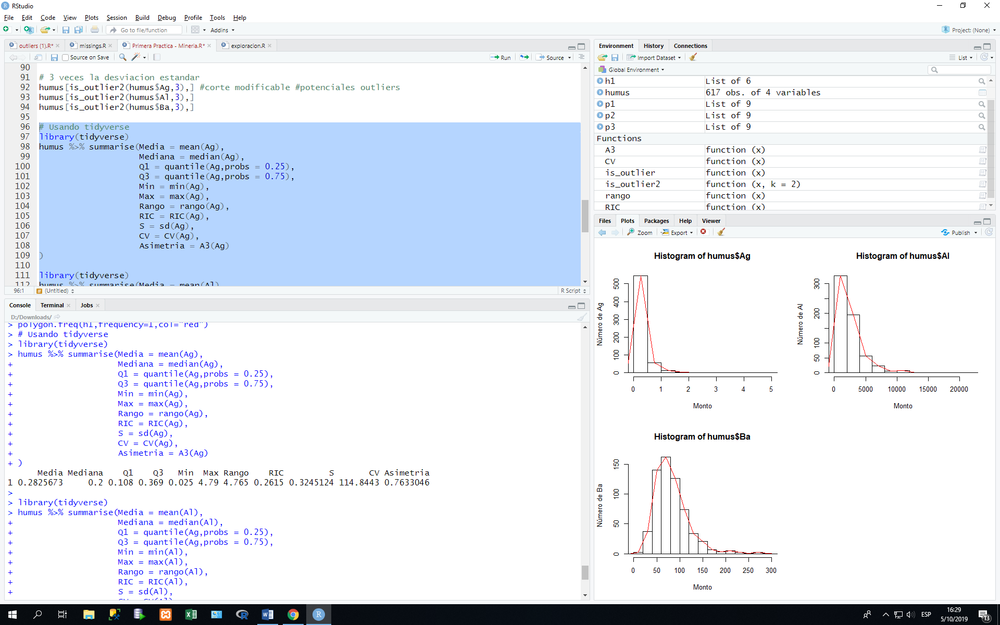 RStudio
File Edit Code View Plots Session Build Debug Profile Tools Help
Go to file/function Addins Project: (None)
outliers (1).R* missings.R Primera Practica - Mineria.R* exploracion.R
Source on Save Run Source
90
91 # 3 veces la desviacion estandar
92 humus[is_outlier2(humus$Ag,3),] #corte modificable #potenciales outliers
93 humus[is_outlier2(humus$Al,3),]
94 humus[is_outlier2(humus$Ba,3),]
95
96 # Usando tidyverse
97 library(tidyverse)
98 humus %>% summarise(Media = mean(Ag),
99 Mediana = median(Ag),
100 Q1 = quantile(Ag,probs = 0.25),
101 Q3 = quantile(Ag,probs = 0.75),
102 Min = min(Ag),
103 Max = max(Ag),
104 Rango = rango(Ag),
105 RIC = RIC(Ag),
106 S = sd(Ag),
107 CV = CV(Ag),
108 Asimetria = A3(Ag)
109 )
110
111 library(tidyverse)
112 humus %>% summarise(Media = mean(Al)
96:1 (Untitled) R Script
Console Terminal Jobs
D:/Downloads/
> polygon.freq(h1,frequency=1,col="red")
> # Usando tidyverse
> library(tidyverse)
> humus %>% summarise(Media = mean(Ag),
+ Mediana = median(Ag),
+ Q1 = quantile(Ag,probs = 0.25),
+ Q3 = quantile(Ag,probs = 0.75),
+ Min = min(Ag),
+ Max = max(Ag),
+ Rango = rango(Ag),
+ RIC = RIC(Ag),
+ S = sd(Ag),
+ CV = CV(Ag),
+ Asimetria = A3(Ag)
+ )
Media Mediana Q1 Q3 Min Max Rango RIC S CV Asimetria
1 0.2825673 0.2 0.108 0.369 0.025 4.79 4.765 0.2615 0.3245124 114.8443 0.7633046
>
> library(tidyverse)
> humus %>% summarise(Media = mean(Al),
+ Mediana = median(Al),
+ Q1 = quantile(Ag,probs = 0.25),
+ Q3 = quantile(Ag,probs = 0.75),
+ Min = min(Al),
+ Max = max(Al),
+ Rango = rango(Al),
+ RIC = RIC(Al),
+ S = sd(Al),
Environment History Connections
Import Dataset List
Global Environment
h1 List of 6
humus 617 obs. of 4 variables
p1 List of 9
p2 List of 9
p3 List of 9
Functions
A3 function (x)
CV function (x)
is_outlier function (x)
is_outlier2 function (x, k = 2)
rango function (x)
RIC function (x)
Files Plots Packages Help Viewer
Zoom Export Publish
Histogram of humus$Ag
Número de Ag
0 100 200 300 400 500
0 1 2 3 4 5
Monto
Histogram of humus$Al
Número de Al
0 50 100 200 300
0 5000 10000 15000 20000
Monto
Histogram of humus$Ba
Número de Ba
0 50 100 150
0 50 100 150 200 250 300
Monto
ESP
16:29
5/10/2019
13